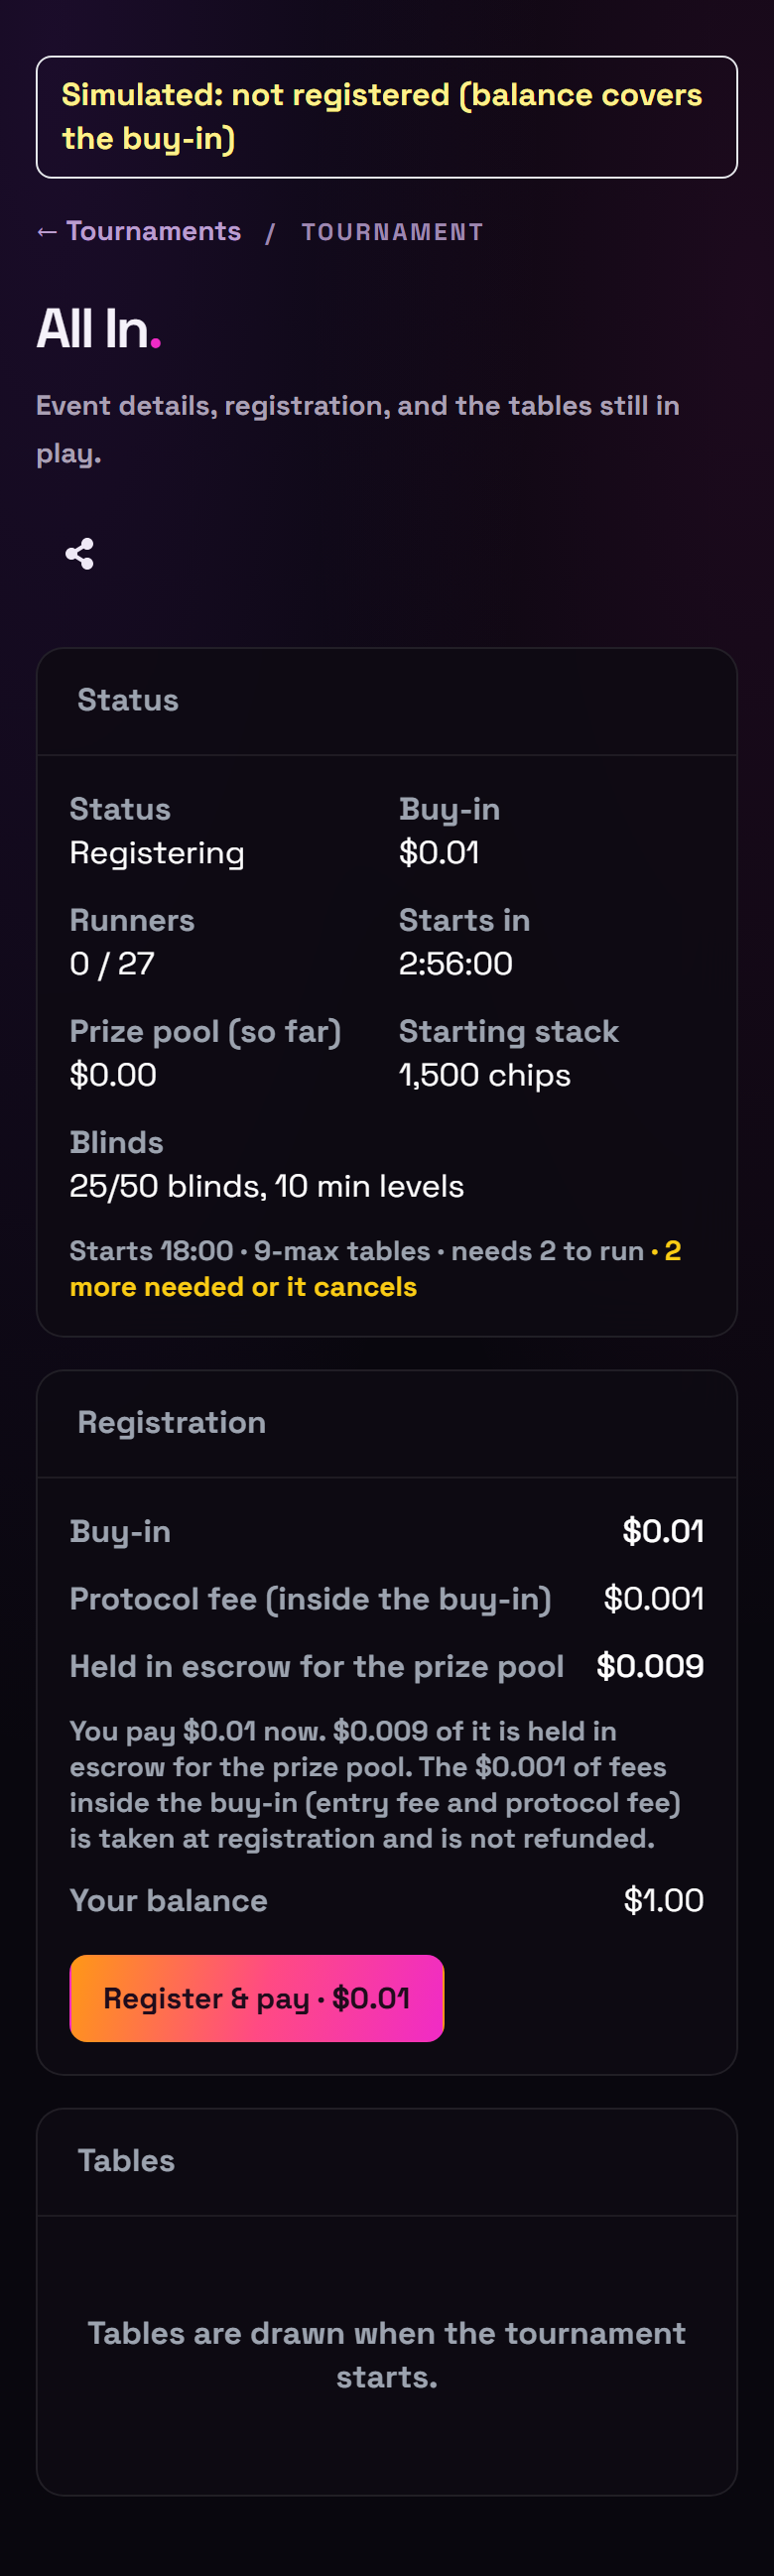 Simulated: not registered (balance covers
the buy-in)
← Tournaments / TOURNAMENT
All In.
Event details, registration, and the tables still in
play.
Status
Status Buy-in
Registering $0.01
Runners Starts in
0 / 27 2:56:00
Prize pool (so far) Starting stack
$0.00 1,500 chips
Blinds
25/50 blinds, 10 min levels
Starts 18:00 · 9-max tables · needs 2 to run · 2
more needed or it cancels
Registration
Buy-in $0.01
Protocol fee (inside the buy-in) $0.001
Held in escrow for the prize pool $0.009
You pay $0.01 now. $0.009 of it is held in
escrow for the prize pool. The $0.001 of fees
inside the buy-in (entry fee and protocol fee)
is taken at registration and is not refunded.
Your balance $1.00
Register & pay · $0.01
Tables
Tables are drawn when the tournament
starts.